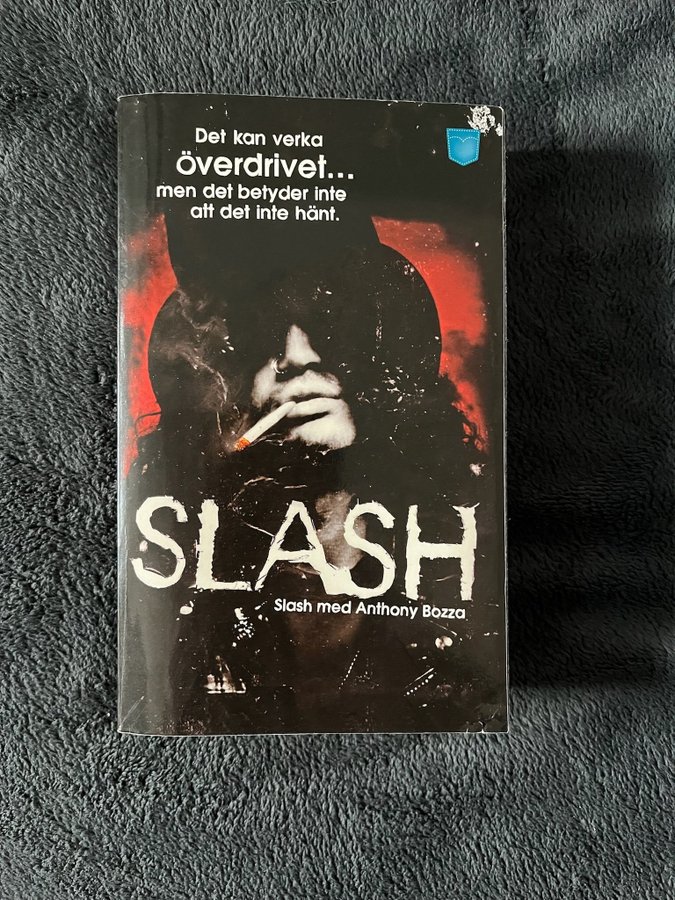 Det kan verka
överdrivet...
men det betyder inte
att det inte hänt.
SLASH
Slash med Anthony Bozza